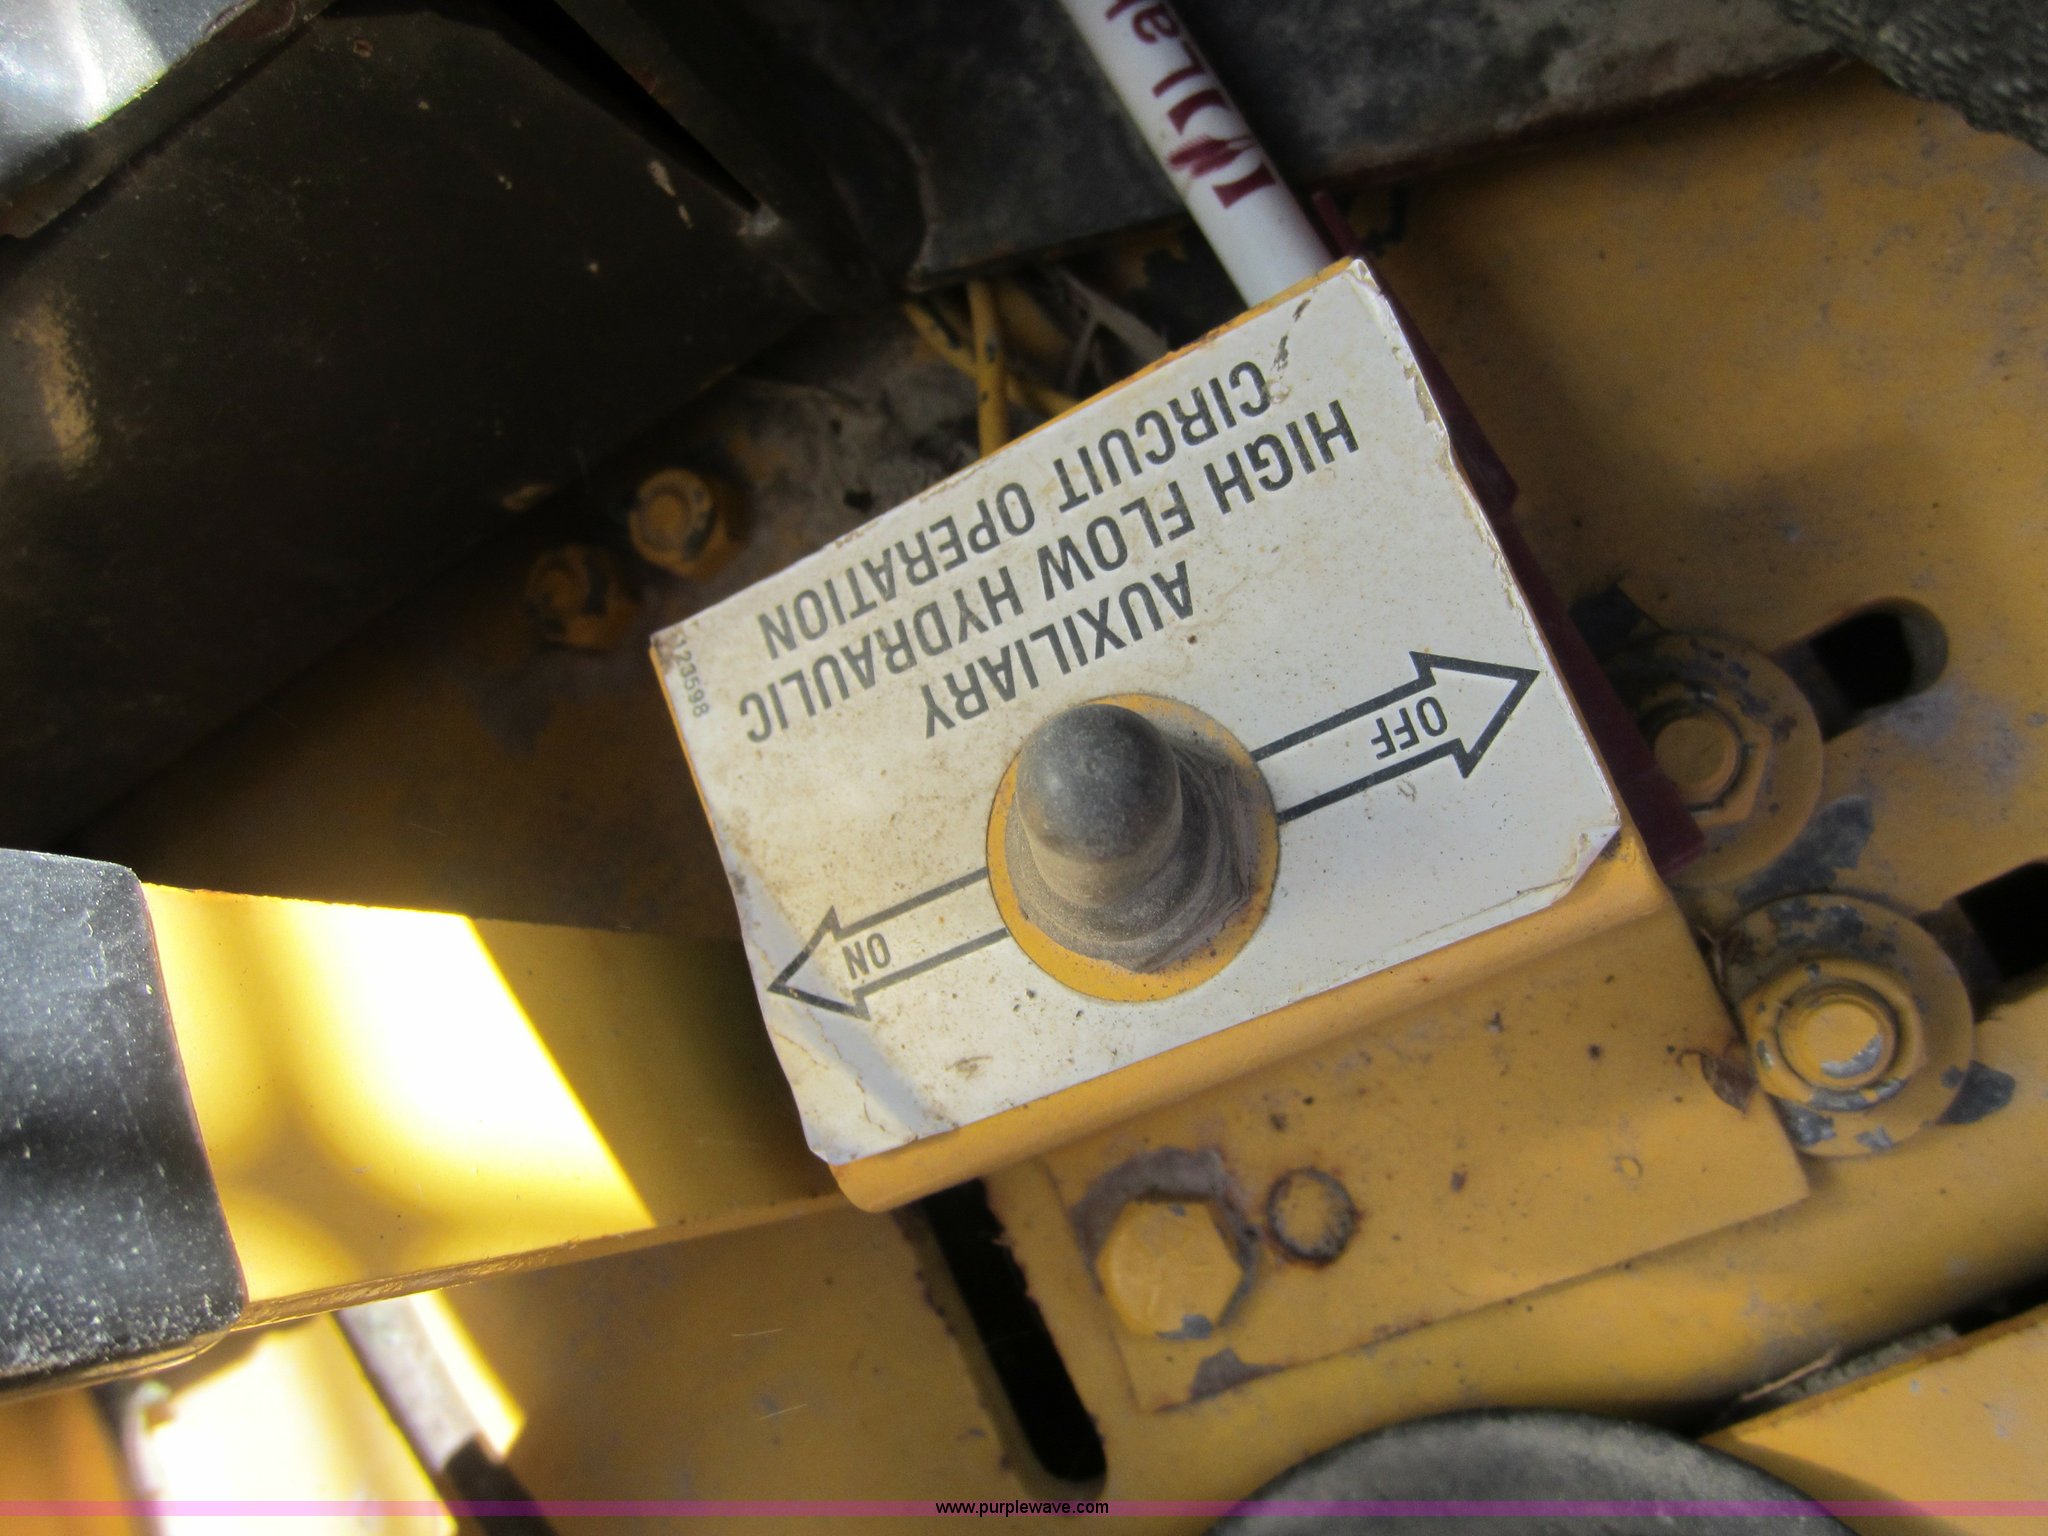 AUXILIARY
HIGH FLOW HYDRAULIC
CIRCUIT OPERATION
OFF
ON
123598
www.purplewave.com